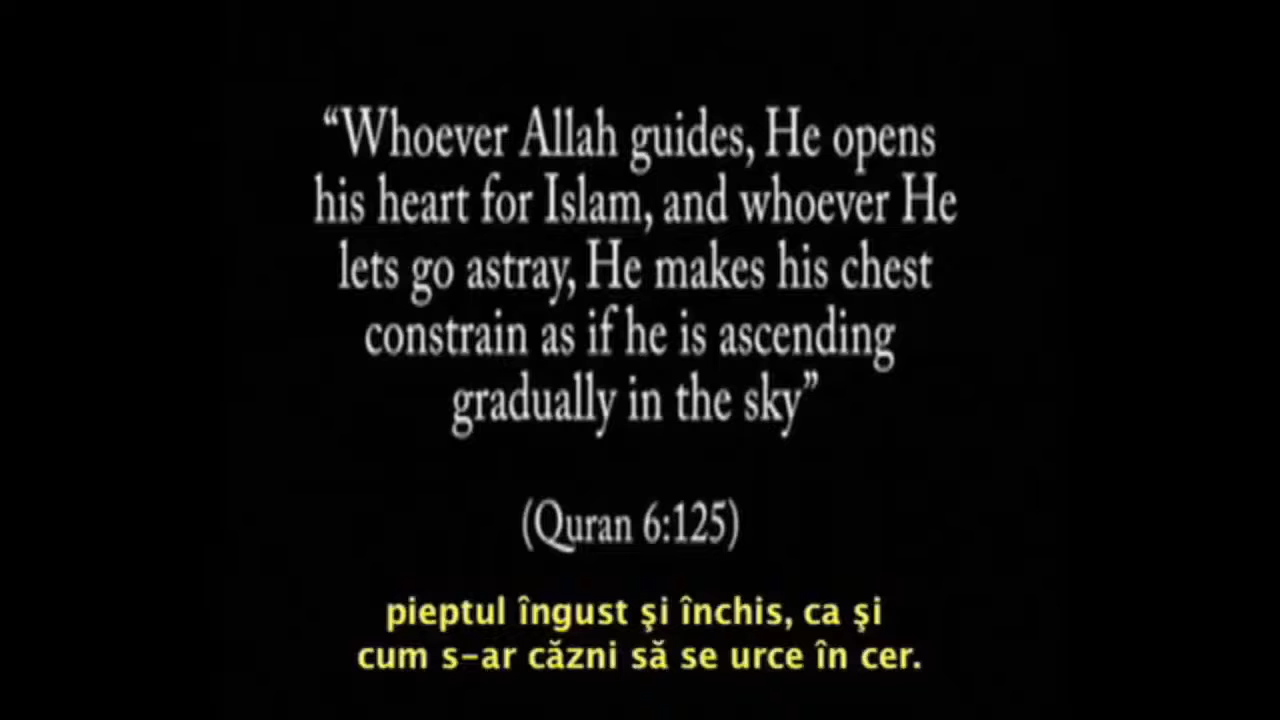 “Whoever Allah guides, He opens
his heart for Islam, and whoever He
lets go astray, He makes his chest
constrain as if he is ascending
gradually in the sky”
(Quran 6:125)
pieptul îngust şi închis, ca şi
cum s-ar căzni să se urce în cer.